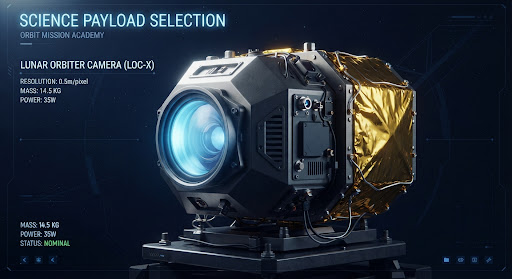 SCIENCE PAYLOAD SELECTION
ORBIT MISSION ACADEMY
LUNAR ORBITER CAMERA (LOC-X)
RESOLUTION: 0.5m/pixel
MASS: 14.5 KG
POWER: 35W
MASS: 14.5 KG
POWER: 35W
STATUS: NOMINAL